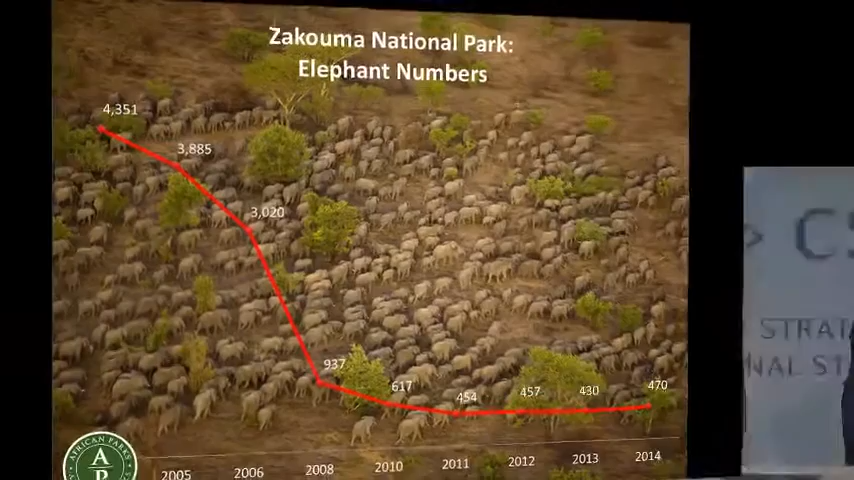 Zakouma National Park:
Elephant Numbers
4,351
3,885
3,020
937
617
454
457
430
470
2005
2006
2008
2010
2011
2012
2013
2014
AFRICAN PARKS
A
P
CS
STRAT
NAL ST